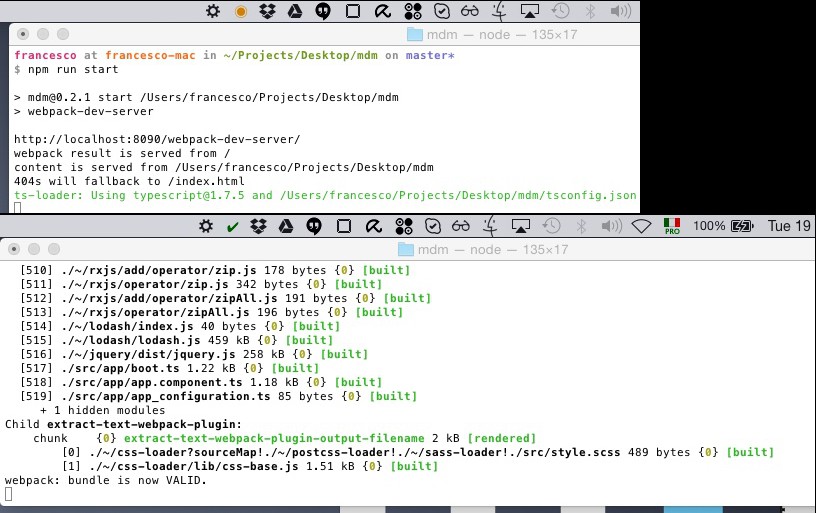 mdm — node — 135×17
francesco at francesco-mac in ~/Projects/Desktop/mdm on master*
$ npm run start
> mdm@0.2.1 start /Users/francesco/Projects/Desktop/mdm
> webpack-dev-server
http://localhost:8090/webpack-dev-server/
webpack result is served from /
content is served from /Users/francesco/Projects/Desktop/mdm
404s will fallback to /index.html
ts-loader: Using typescript@1.7.5 and /Users/francesco/Projects/Desktop/mdm/tsconfig.json
PRO 100% Tue 19
mdm — node — 135×17
[510] ./~/rxjs/add/operator/zip.js 178 bytes {0} [built]
[511] ./~/rxjs/operator/zip.js 342 bytes {0} [built]
[512] ./~/rxjs/add/operator/zipAll.js 191 bytes {0} [built]
[513] ./~/rxjs/operator/zipAll.js 196 bytes {0} [built]
[514] ./~/lodash/index.js 40 bytes {0} [built]
[515] ./~/lodash/lodash.js 459 kB {0} [built]
[516] ./~/jquery/dist/jquery.js 258 kB {0} [built]
[517] ./src/app/boot.ts 1.22 kB {0} [built]
[518] ./src/app/app.component.ts 1.18 kB {0} [built]
[519] ./src/app/app_configuration.ts 85 bytes {0} [built]
+ 1 hidden modules
Child extract-text-webpack-plugin:
chunk {0} extract-text-webpack-plugin-output-filename 2 kB [rendered]
[0] ./~/css-loader?sourceMap!./~/postcss-loader!./~/sass-loader!./src/style.scss 489 bytes {0} [built]
[1] ./~/css-loader/lib/css-base.js 1.51 kB {0} [built]
webpack: bundle is now VALID.